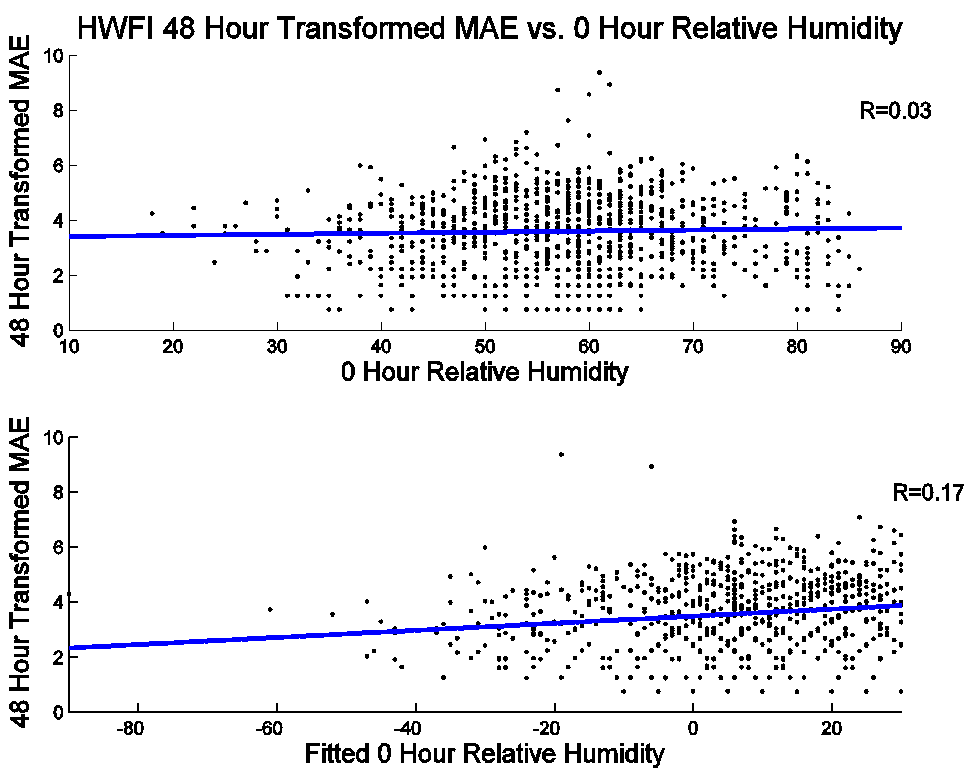 HWFI 48 Hour Transformed MAE vs. 0 Hour Relative Humidity
48 Hour Transformed MAE
10
8
6
4
2
0
R=0.03
10 20 30 40 50 60 70 80 90
0 Hour Relative Humidity
48 Hour Transformed MAE
10
8
6
4
2
0
R=0.17
-80 -60 -40 -20 0 20
Fitted 0 Hour Relative Humidity